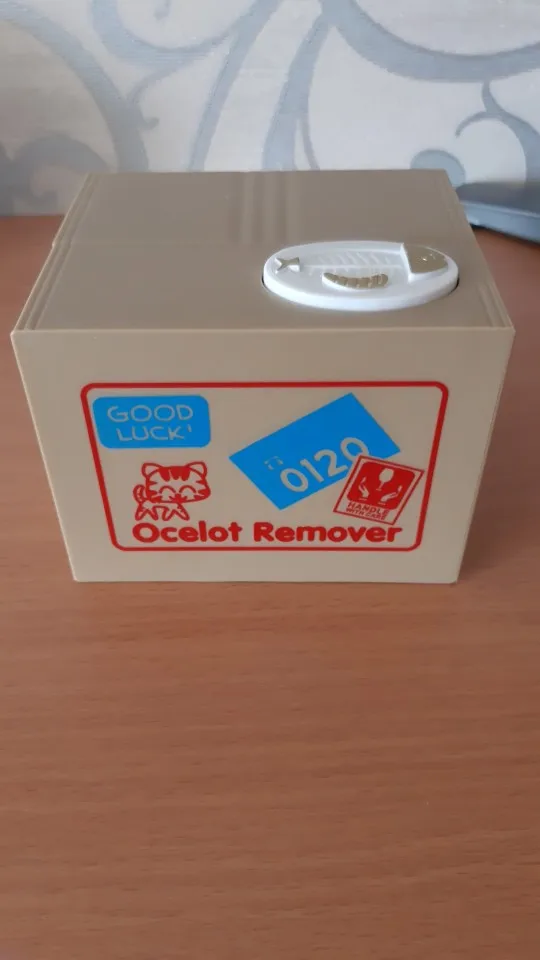 GOOD
LUCK!
0120
HANDLE
WITH CARE
Ocelot Remover